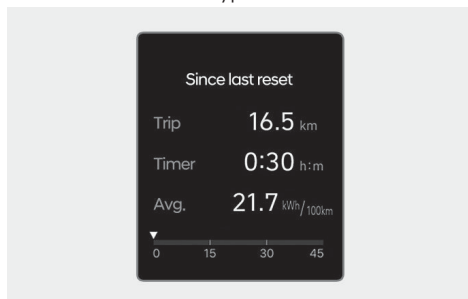 Since last reset
Trip 16.5 km
Timer 0:30 h:m
Avg. 21.7 kWh/100km
0 15 30 45